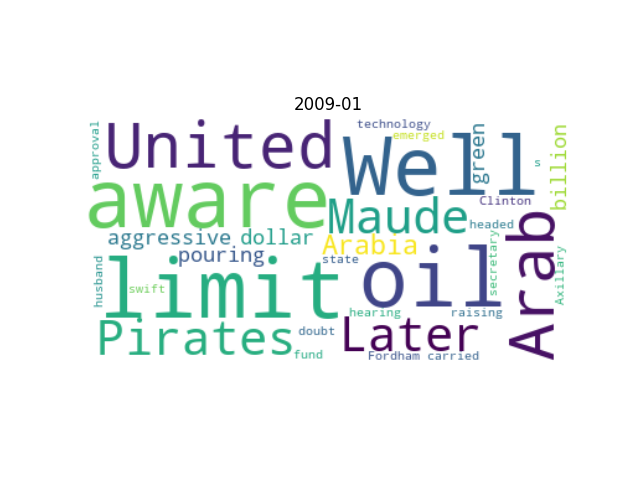 2009-01
approval
United
technology
emerged
green
billion
Well
s
aware
Clinton
Maude
headed
aggressive
dollar
Arabia
Arab
pouring
state
secretary
Axillary
husband
swift
limit
oil
hearing
raising
Pirates
doubt
Later
fund
Fordham
carried